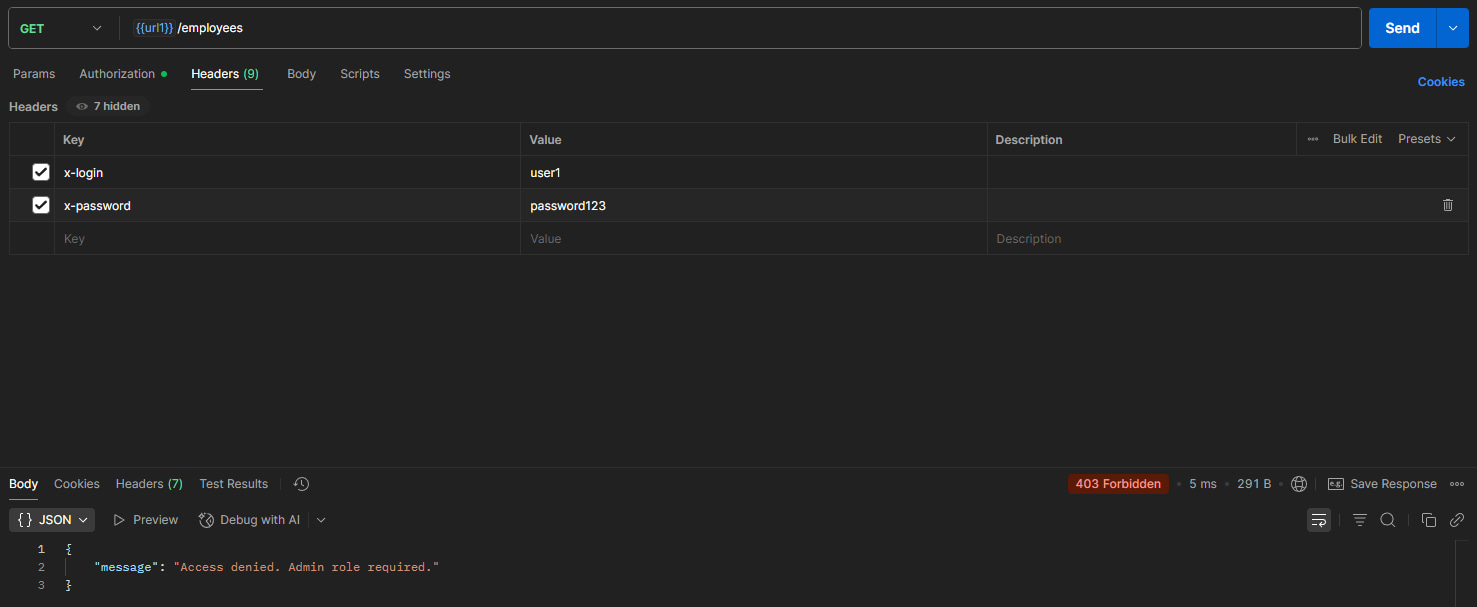 GET {{url1}} /employees Send
Params Authorization Headers (9) Body Scripts Settings
Cookies
Headers 7 hidden
Key Value Description Bulk Edit Presets
x-login user1
x-password password123
Key Value Description
Body Cookies Headers (7) Test Results 403 Forbidden 5 ms 291 B e.g. Save Response
{} JSON Preview Debug with AI
1 {
2 "message": "Access denied. Admin role required."
3 }